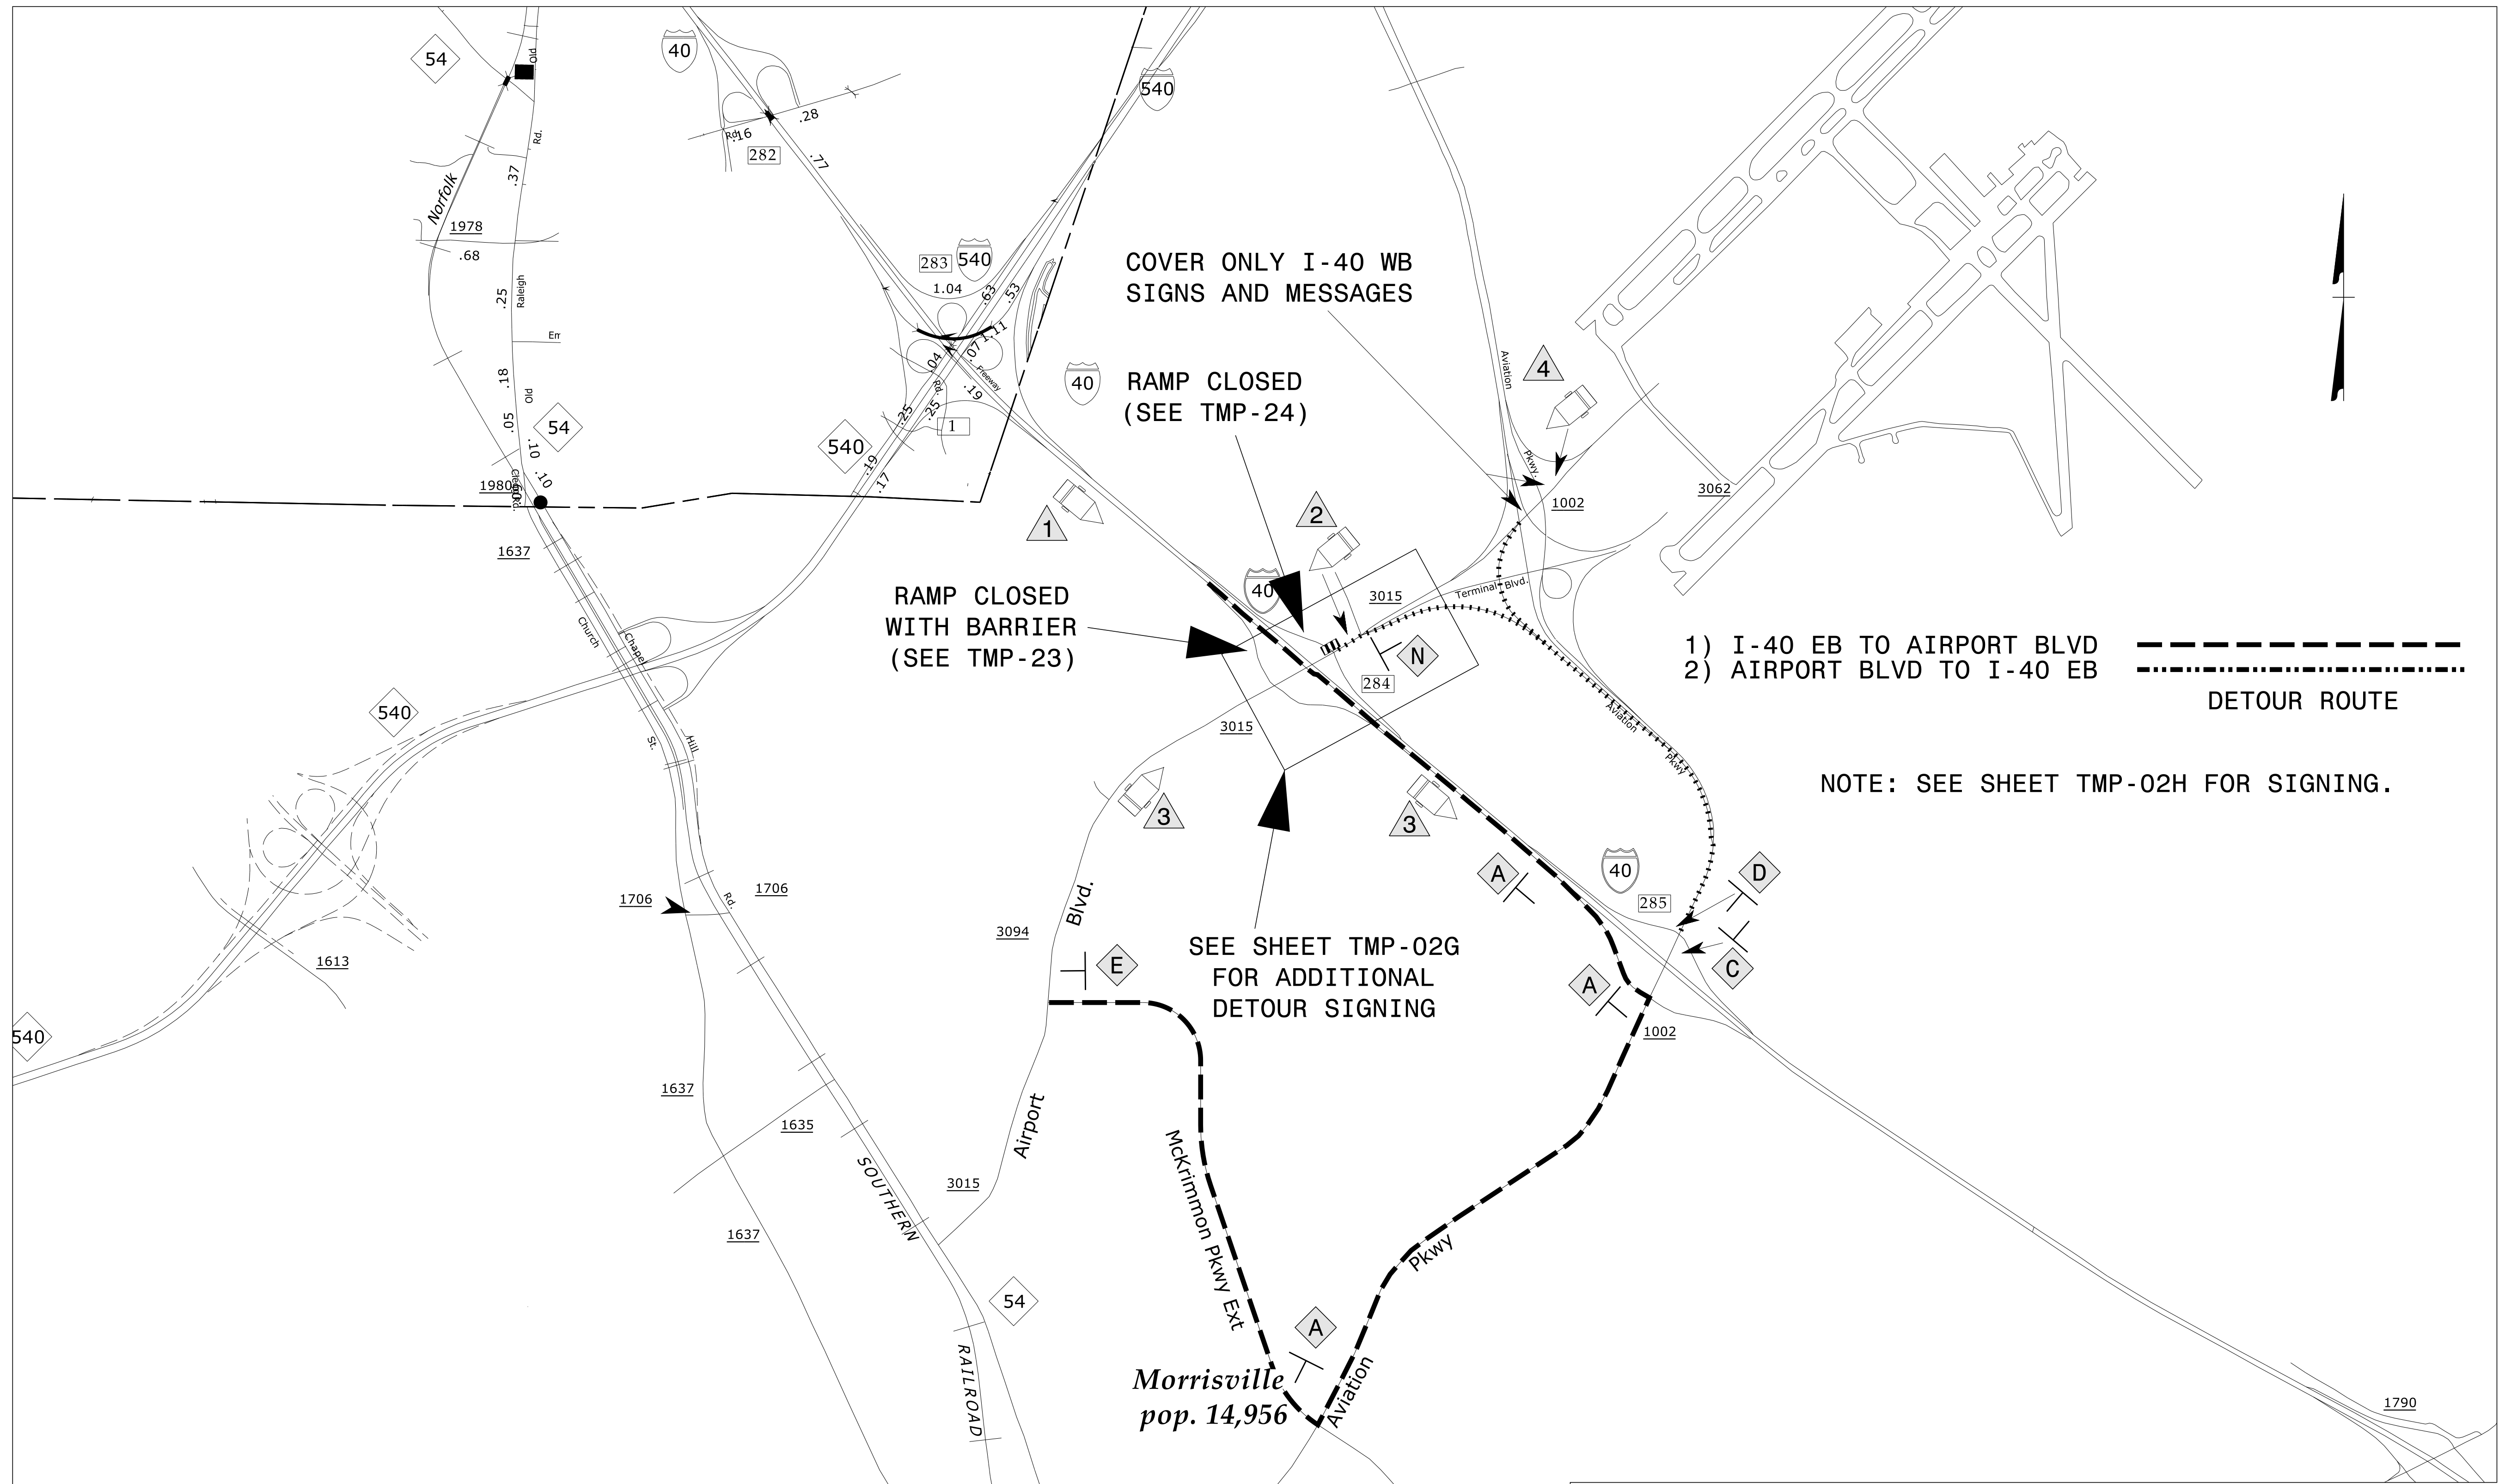 54
Old
40
540
Rd.
.16
.28
282
.77
Rd.
.37
Norfolk
1978
.68
283
540
1.04
.63
.53
.25
Raleigh
1.11
.07
.04
Rd.
Freeway
.19
.18
Old
.05
54
.10
.10
.25
.25
1
540
.19
.17
1980
1637
40
COVER ONLY I-40 WB
SIGNS AND MESSAGES
RAMP CLOSED
(SEE TMP-24)
Aviation
Pkwy.
4
1002
3062
1
2
40
3015
Terminal Blvd.
RAMP CLOSED
WITH BARRIER
(SEE TMP-23)
N
284
3015
1) I-40 EB TO AIRPORT BLVD
2) AIRPORT BLVD TO I-40 EB
DETOUR ROUTE
Aviation
Pkwy
NOTE: SEE SHEET TMP-02H FOR SIGNING.
Church
St.
Chapel
Hill
Rd.
540
3
3
A
40
285
D
C
A
1002
1706
1706
3094
Blvd.
E
SEE SHEET TMP-02G
FOR ADDITIONAL
DETOUR SIGNING
1613
540
1637
1635
Airport
3015
SOUTHERN
RAILROAD
1637
54
McKrimmon Pkwy Ext
Pkwy
Aviation
A
Morrisville
pop. 14,956
1790